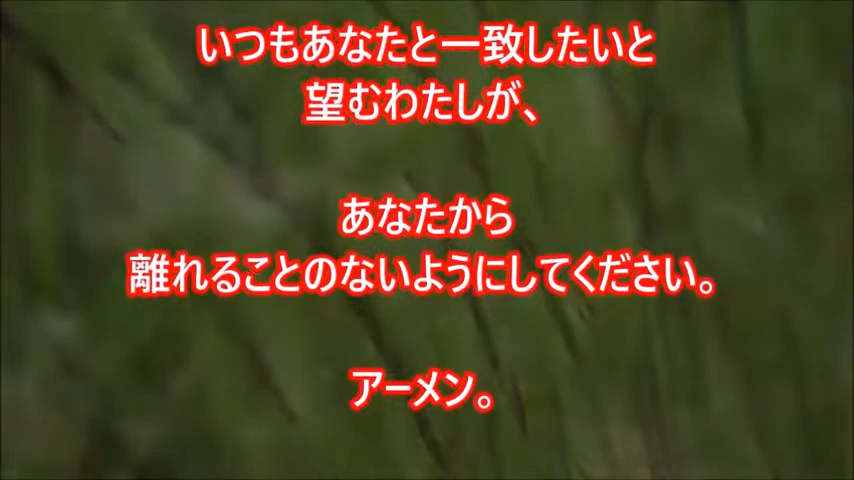 いつもあなたと一致したいと
望むわたしが、
あなたから
離れることのないようにしてください。
アーメン。